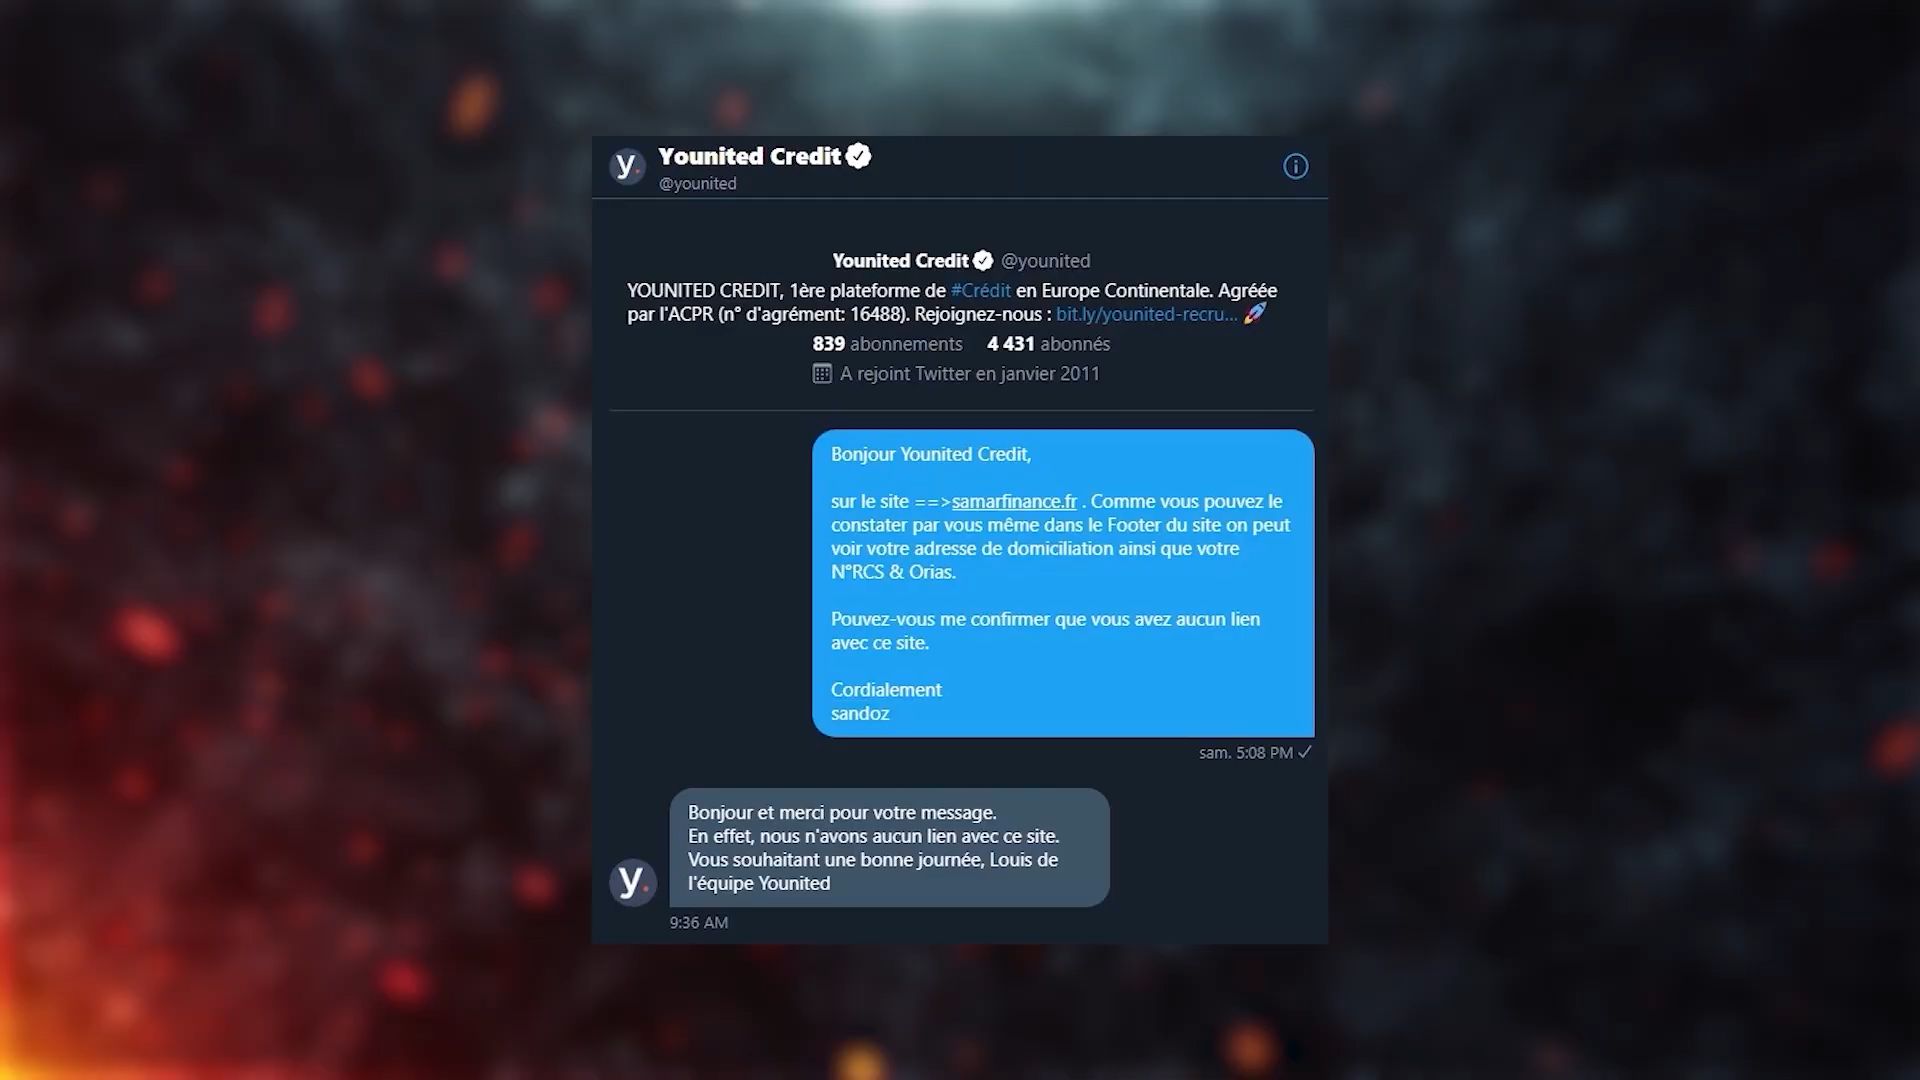 y.
Younited Credit
@younited
Younited Credit @younited
YOUNITED CREDIT, 1ère plateforme de #Crédit en Europe Continentale. Agréée
par l'ACPR (n° d'agrément: 16488). Rejoignez-nous : bit.ly/younited-recru... 🚀
839 abonnements 4 431 abonnés
A rejoint Twitter en janvier 2011
Bonjour Younited Credit,
sur le site ==>samarfinance.fr . Comme vous pouvez le
constater par vous même dans le Footer du site on peut
voir votre adresse de domiciliation ainsi que votre
N°RCS & Orias.
Pouvez-vous me confirmer que vous avez aucun lien
avec ce site.
Cordialement
sandoz
sam. 5:08 PM ✓
Bonjour et merci pour votre message.
En effet, nous n'avons aucun lien avec ce site.
Vous souhaitant une bonne journée, Louis de
l'équipe Younited
y.
9:36 AM